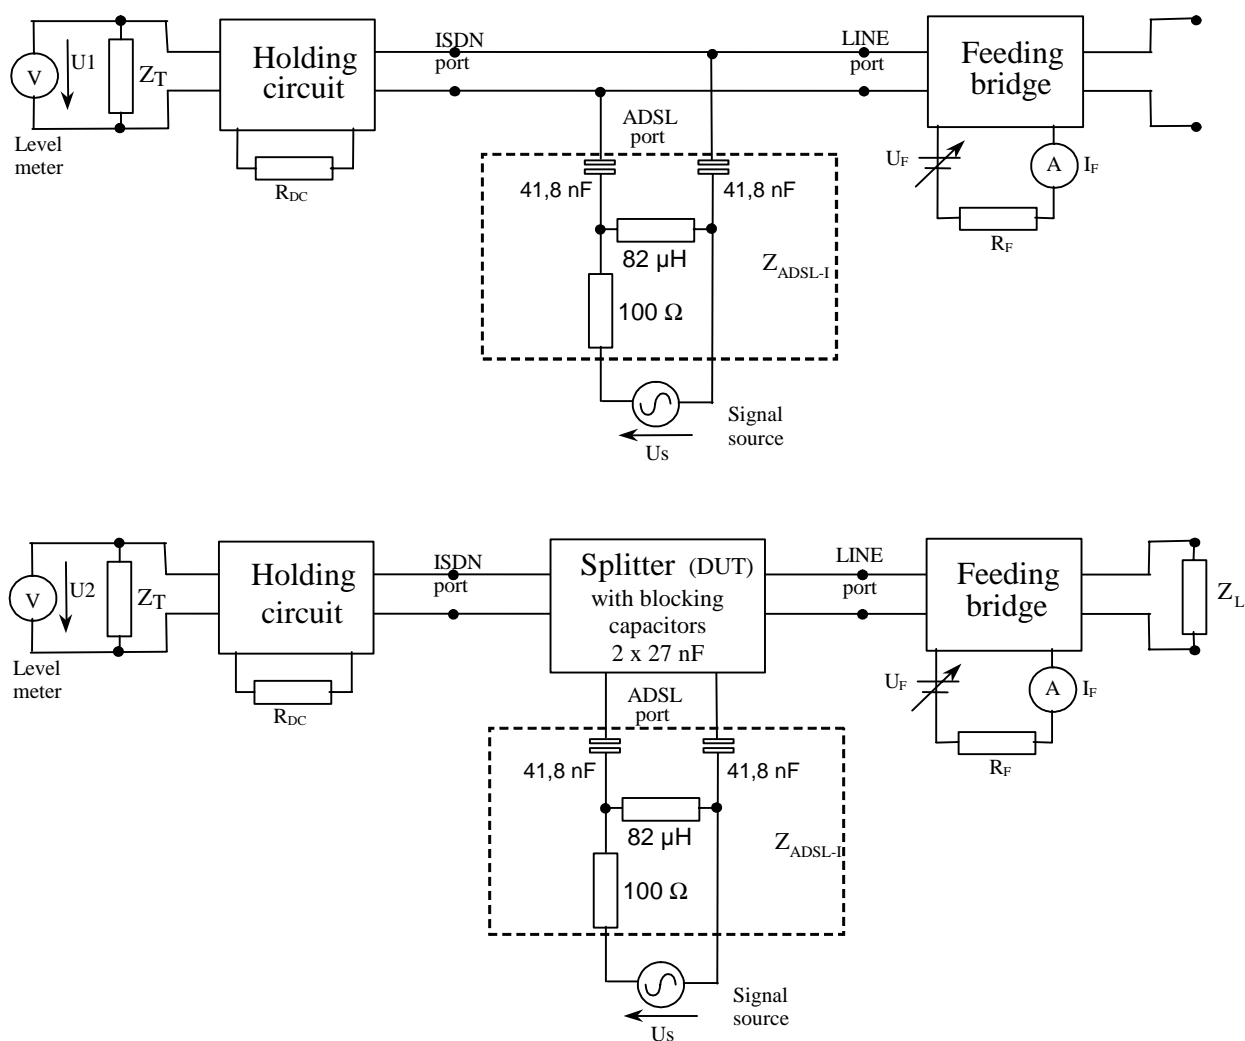 U1
V
ZT
Level
meter
Holding
circuit
RDC
ISDN
port
LINE
port
ADSL
port
41,8 nF
41,8 nF
82 µH
100 Ω
ZADSL-I
Signal
source
Us
Feeding
bridge
UF
A
IF
RF
U2
V
ZT
Level
meter
Holding
circuit
RDC
ISDN
port
Splitter (DUT)
with blocking
capacitors
2 x 27 nF
LINE
port
ADSL
port
41,8 nF
41,8 nF
82 µH
100 Ω
ZADSL-I
Signal
source
Us
Feeding
bridge
ZL
UF
A
IF
RF